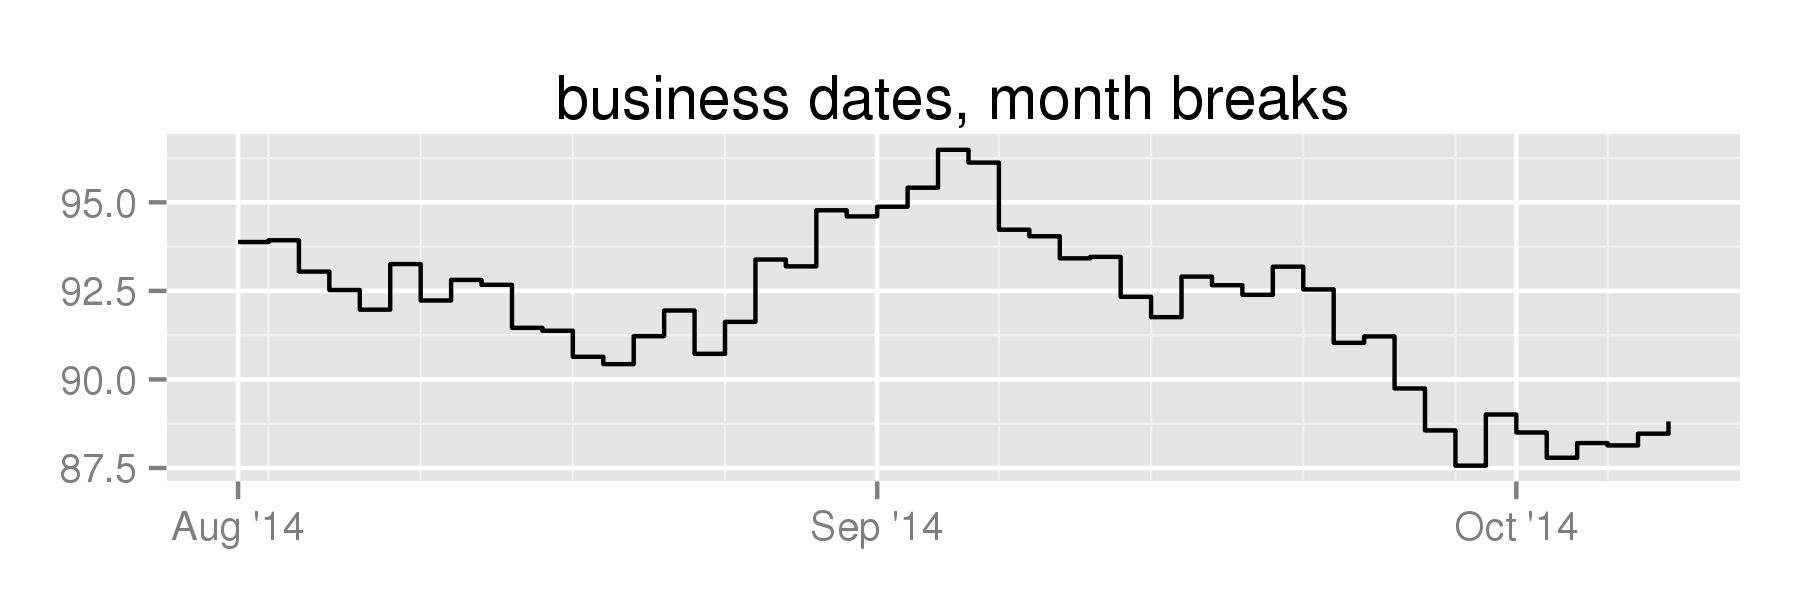 business dates, month breaks
95.0
92.5
90.0
87.5
Aug '14 Sep '14 Oct '14